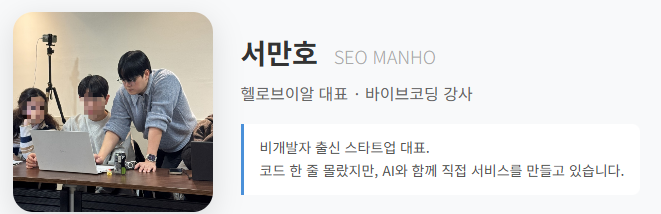 서만호 SEO MANHO
헬로브이알 대표 · 바이브코딩 강사
비개발자 출신 스타트업 대표.
코드 한 줄 몰랐지만, AI와 함께 직접 서비스를 만들고 있습니다.